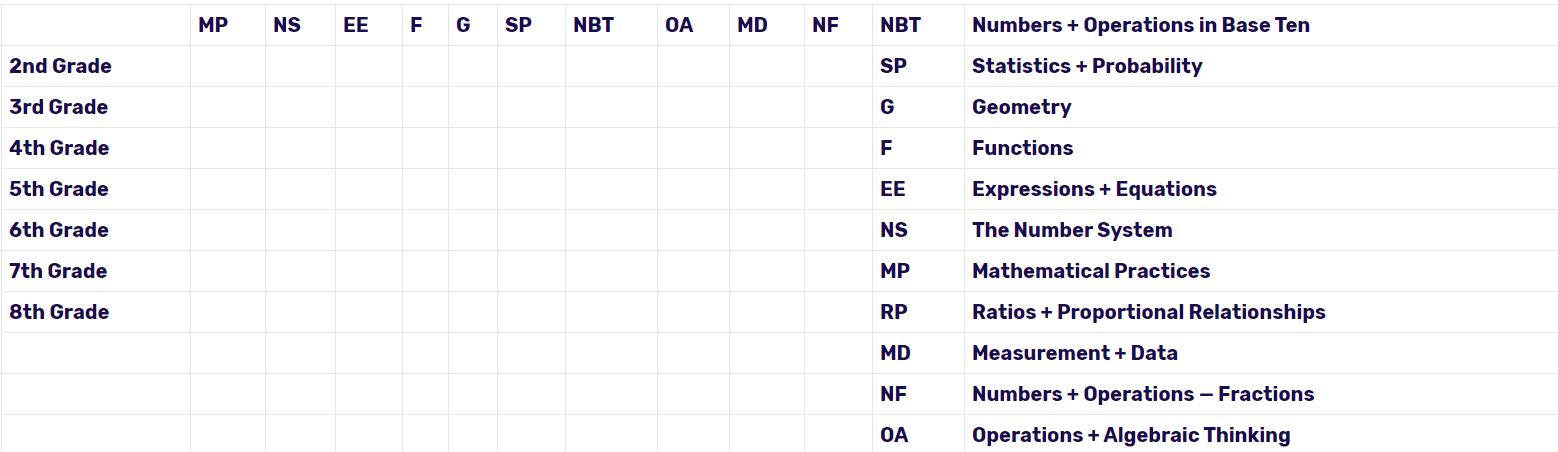 MP NS EE F G SP NBT OA MD NF NBT Numbers + Operations in Base Ten
2nd Grade SP Statistics + Probability
3rd Grade G Geometry
4th Grade F Functions
5th Grade EE Expressions + Equations
6th Grade NS The Number System
7th Grade MP Mathematical Practices
8th Grade RP Ratios + Proportional Relationships
MD Measurement + Data
NF Numbers + Operations – Fractions
OA Operations + Algebraic Thinking